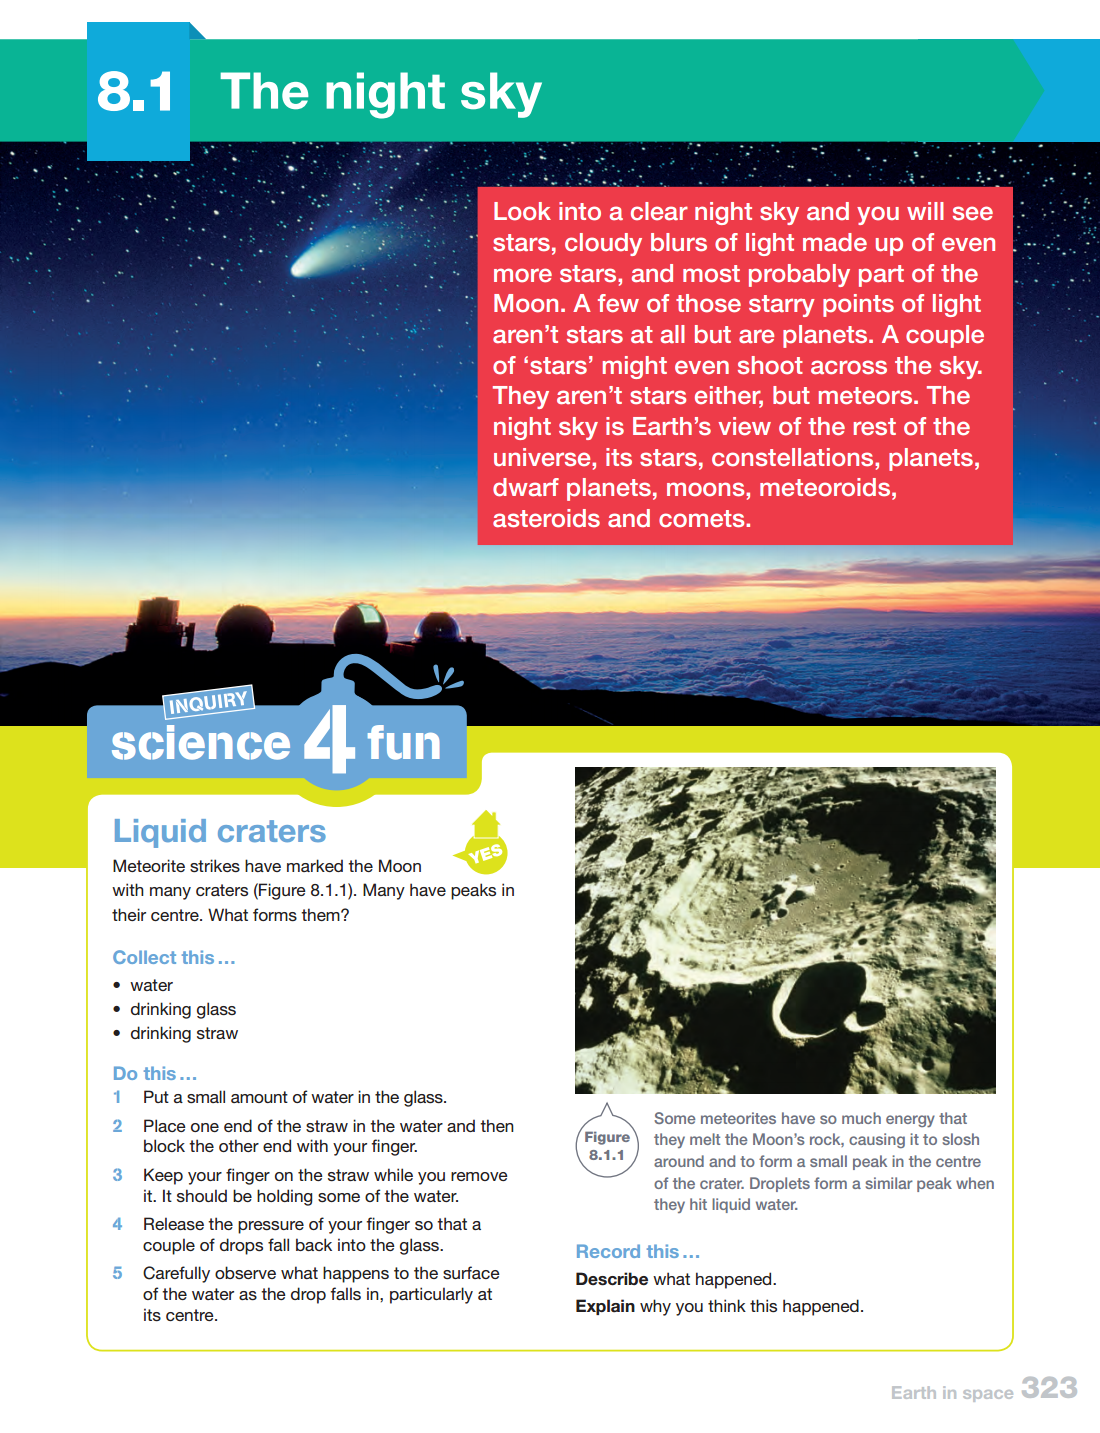 8.1
The night sky
Look into a clear night sky and you will see
stars, cloudy blurs of light made up of even
more stars, and most probably part of the
Moon. A few of those starry points of light
aren't stars at all but are planets. A couple
of ‘stars’ might even shoot across the sky.
They aren't stars either, but meteors. The
night sky is Earth's view of the rest of the
universe, its stars, constellations, planets,
dwarf planets, moons, meteoroids,
asteroids and comets.
INQUIRY
science 4 fun
Liquid craters
YES
Meteorite strikes have marked the Moon
with many craters (Figure 8.1.1). Many have peaks in
their centre. What forms them?
Collect this ...
• water
• drinking glass
• drinking straw
Do this ...
1 Put a small amount of water in the glass.
2 Place one end of the straw in the water and then
block the other end with your finger.
3 Keep your finger on the straw while you remove
it. It should be holding some of the water.
4 Release the pressure of your finger so that a
couple of drops fall back into the glass.
5 Carefully observe what happens to the surface
of the water as the drop falls in, particularly at
its centre.
Figure
8.1.1
Some meteorites have so much energy that
they melt the Moon's rock, causing it to slosh
around and to form a small peak in the centre
of the crater. Droplets form a similar peak when
they hit liquid water.
Record this ...
Describe what happened.
Explain why you think this happened.
Earth in space 323